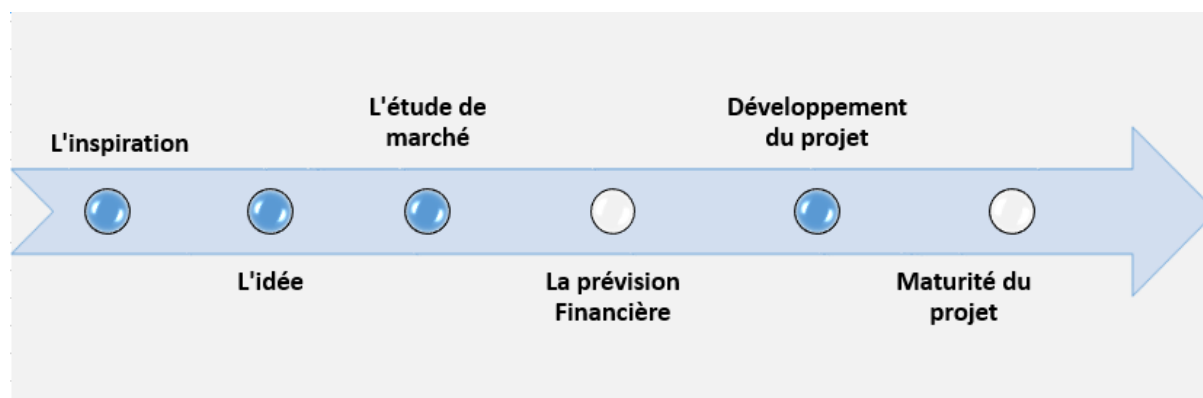 L'inspiration
L'idée
L'étude de
marché
La prévision
Financière
Développement
du projet
Maturité du
projet